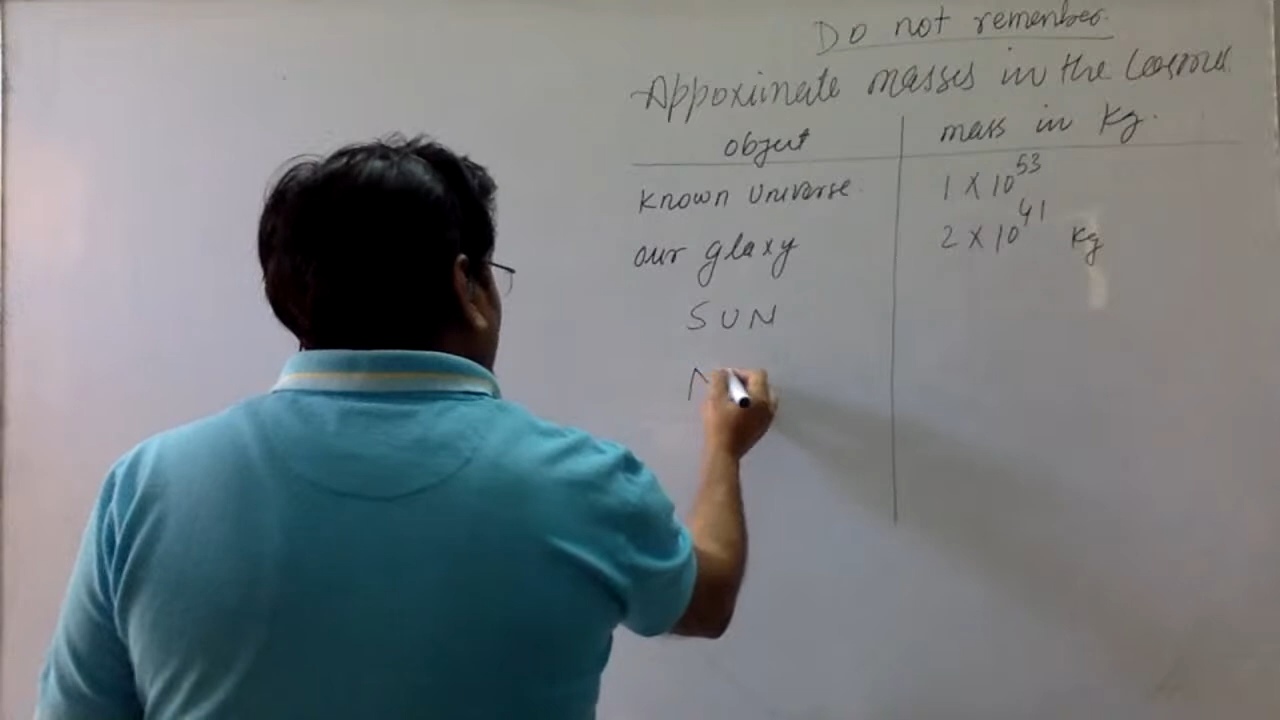 Do not remember.
Appoximate masses in the Cosmos
object mass in Kg.
Known Universe 1 X 10^53
our glaxy 2 X 10^41 Kg
SUN